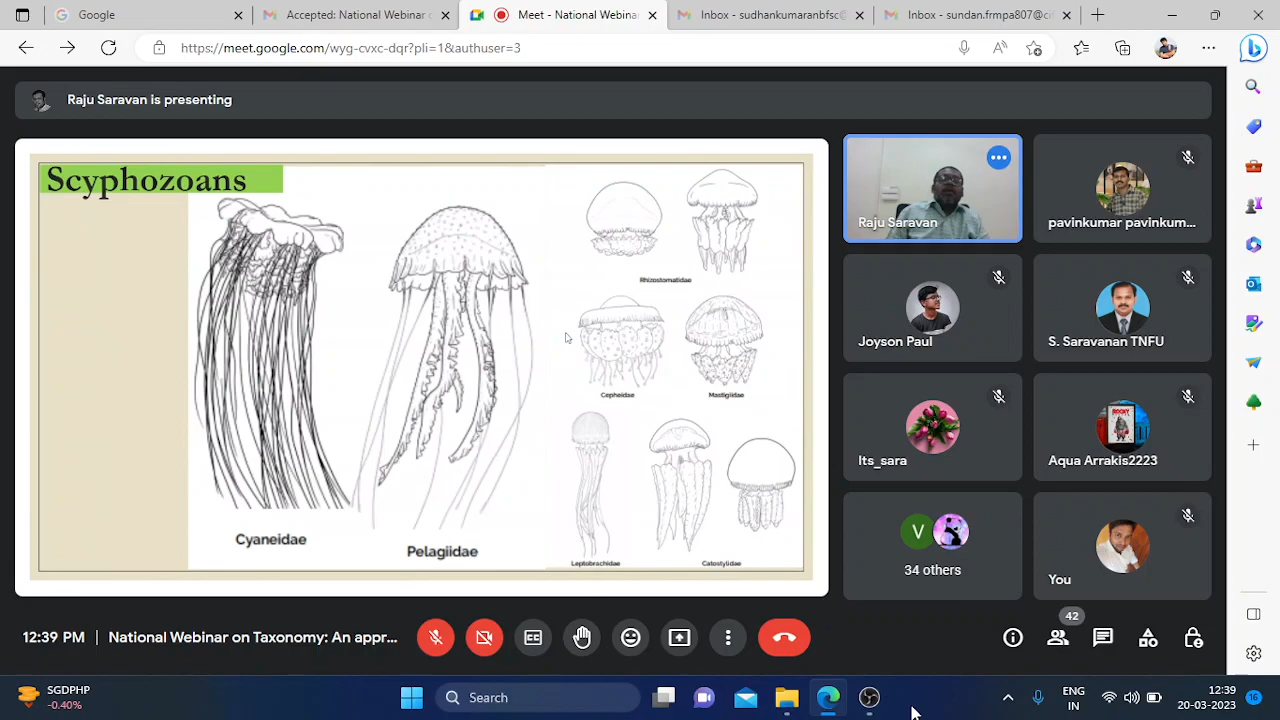 Google
Accepted: National Webinar
Meet - National Webinar
Inbox - sudhankumaranbfsc@
Inbox - sundan.frmpa807@c
https://meet.google.com/wyg-cvxc-dqr?pli=1&authuser=3
Raju Saravan is presenting
Scyphozoans
Rhizostomatidae
Cepheidae
Mastigiidae
Cyaneidae
Pelagiidae
Leptobrachidae
Catostylidae
Raju Saravan
pavinkumar pavinkum...
Joyson Paul
S. Saravanan TNFU
Its_sara
Aqua Arrakis2223
V
34 others
You
12:39 PM | National Webinar on Taxonomy: An appr...
42
SGDPHP
-0.06%
Search
ENG
IN
12:39
20-03-2023
16